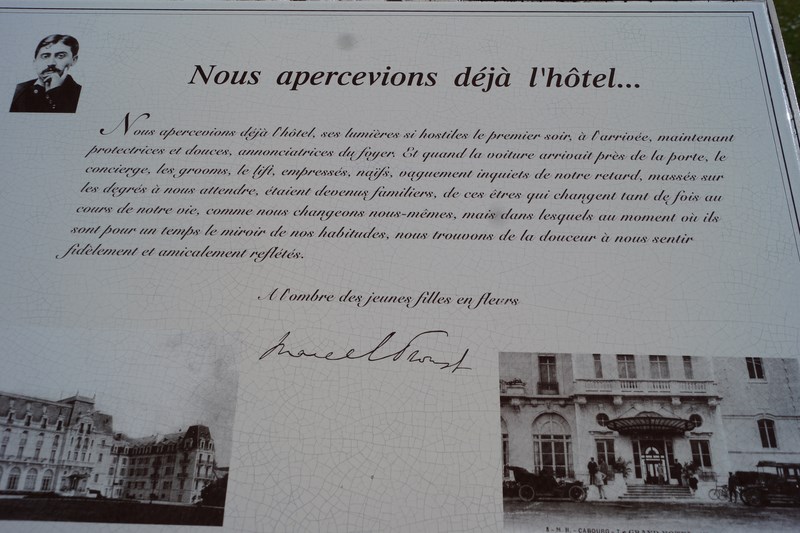 Nous apercevions déjà l'hôtel...
Nous apercevions déjà l'hôtel, ses lumières si hostiles le premier soir, à l'arrivée, maintenant
protectrices et douces, annonciatrices du foyer. Et quand la voiture arrivait près de la porte, le
concierge, les grooms, le lift, empressés, naïfs, vaguement inquiets de notre retard, massés sur
les degrés à nous attendre, étaient devenus familiers, de ces êtres qui changent tant de fois au
cours de notre vie, comme nous changeons nous-mêmes, mais dans lesquels au moment où ils
sont pour un temps le miroir de nos habitudes, nous trouvons de la douceur à nous sentir
fidèlement et amicalement reflétés.
A l'ombre des jeunes filles en fleurs
Marcel Proust
CABOURG - Le GRAND HOTEL